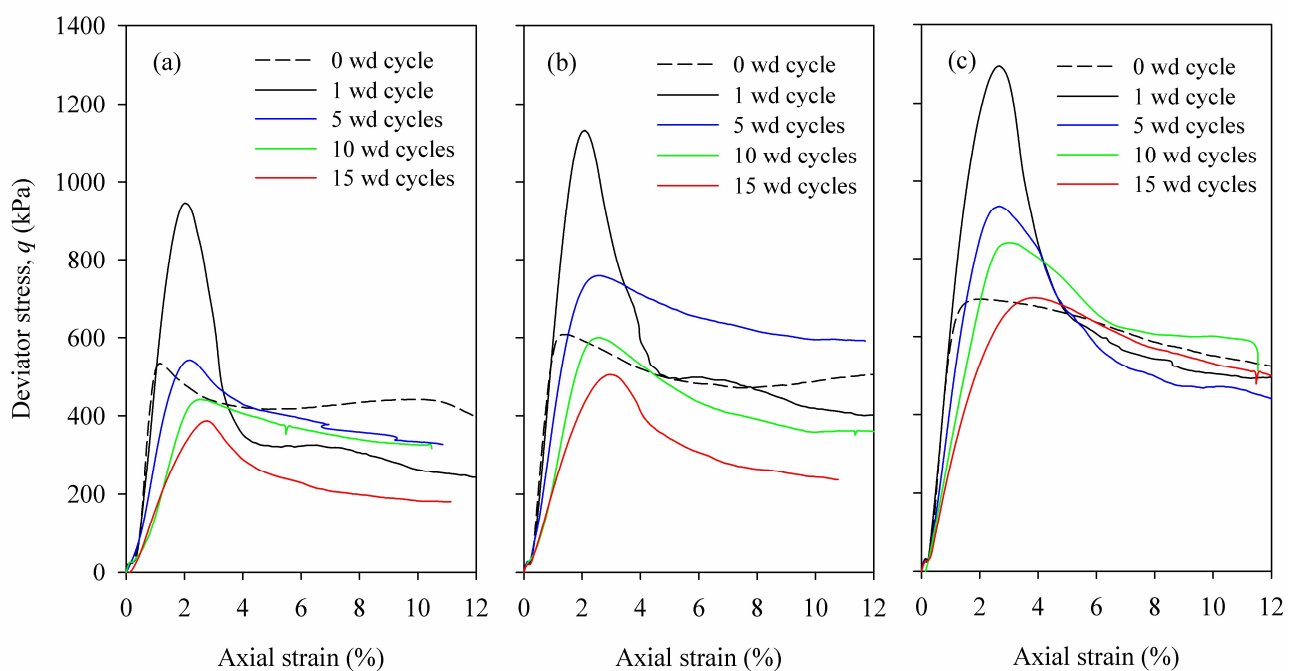 1400
1200
1000
800
600
400
200
0
Deviator stress, q (kPa)
(a)
0 wd cycle
1 wd cycle
5 wd cycles
10 wd cycles
15 wd cycles
0 2 4 6 8 10 12
Axial strain (%)
(b)
0 wd cycle
1 wd cycle
5 wd cycles
10 wd cycles
15 wd cycles
0 2 4 6 8 10 12
Axial strain (%)
(c)
0 wd cycle
1 wd cycle
5 wd cycles
10 wd cycles
15 wd cycles
0 2 4 6 8 10 12
Axial strain (%)